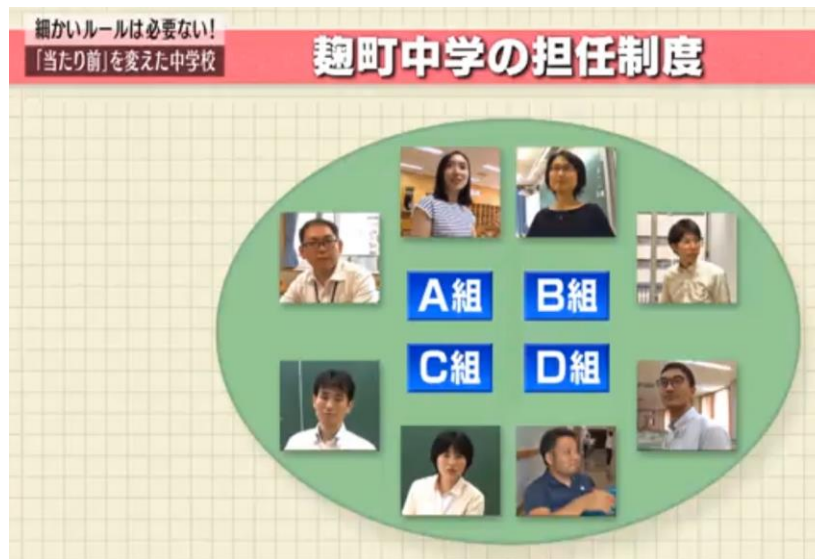 細かいルールは必要ない!
「当たり前」を変えた中学校
麹町中学の担任制度
A組
B組
C組
D組